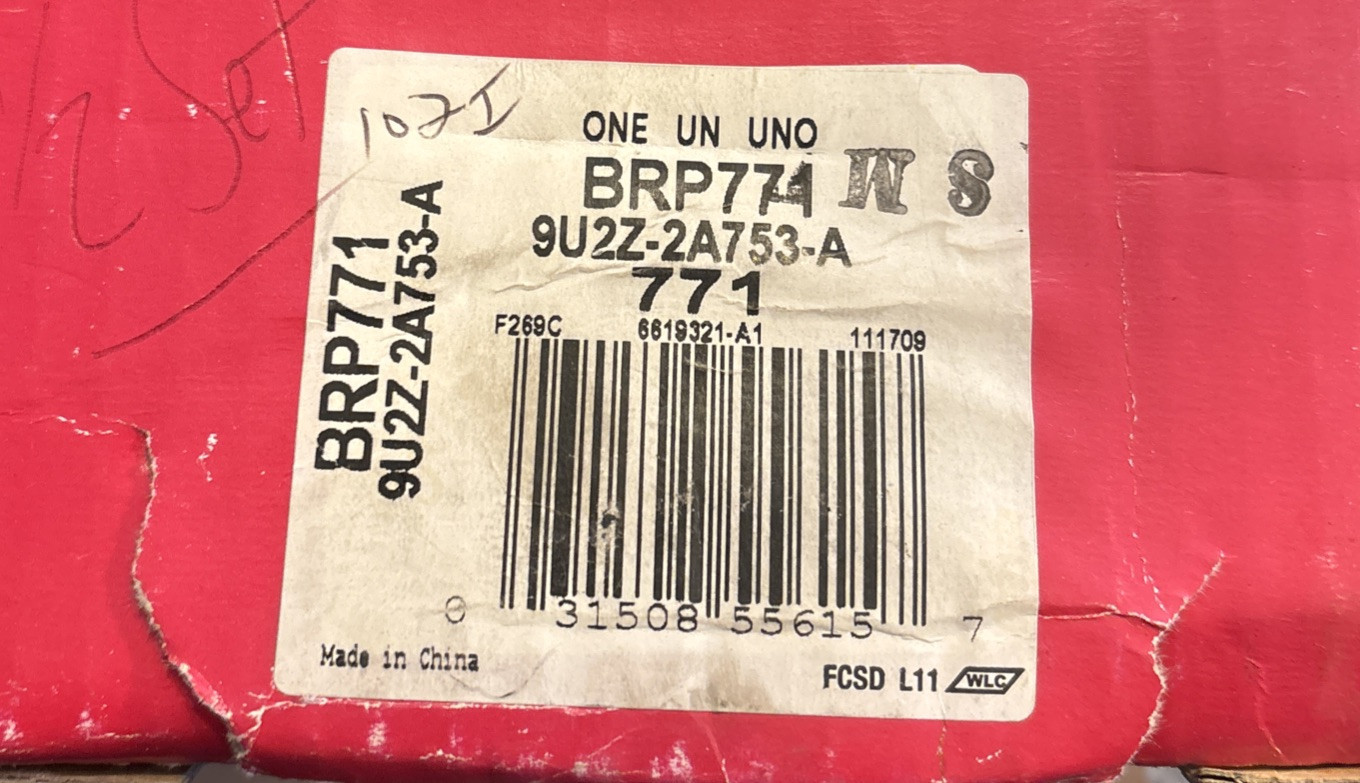 1/2 Set
102I
ONE UN UNO
BRP771 W S
9U2Z-2A753-A
771
F269C 6619321-A1 111709
BRP771
9U2Z-2A753-A
0 31508 55615 7
Made in China
FCSD L11 WLC